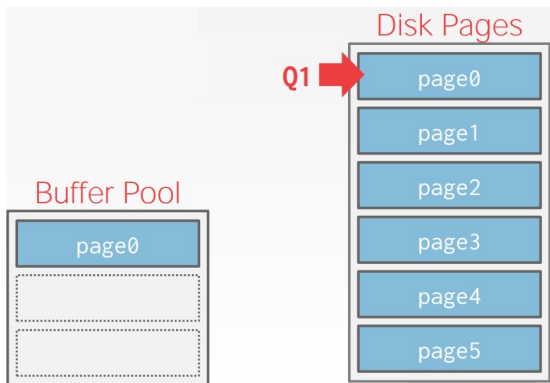 Disk Pages
Q1
page0
page1
page2
page3
page4
page5
Buffer Pool
page0